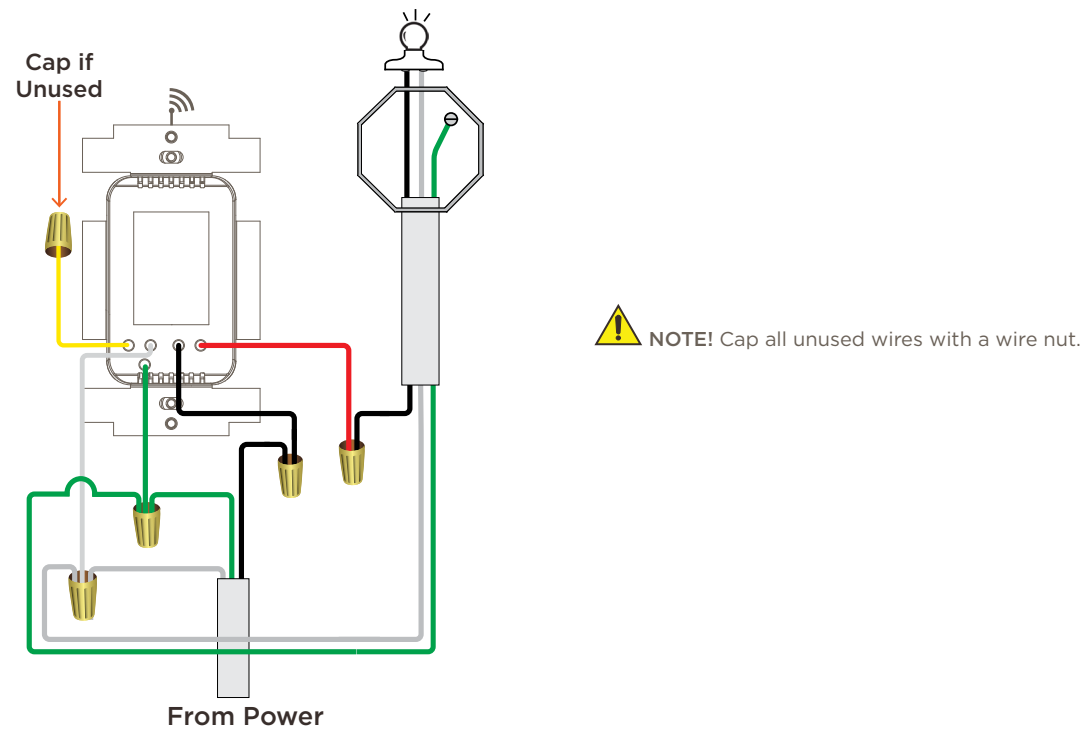 Cap if
Unused
NOTE! Cap all unused wires with a wire nut.
From Power